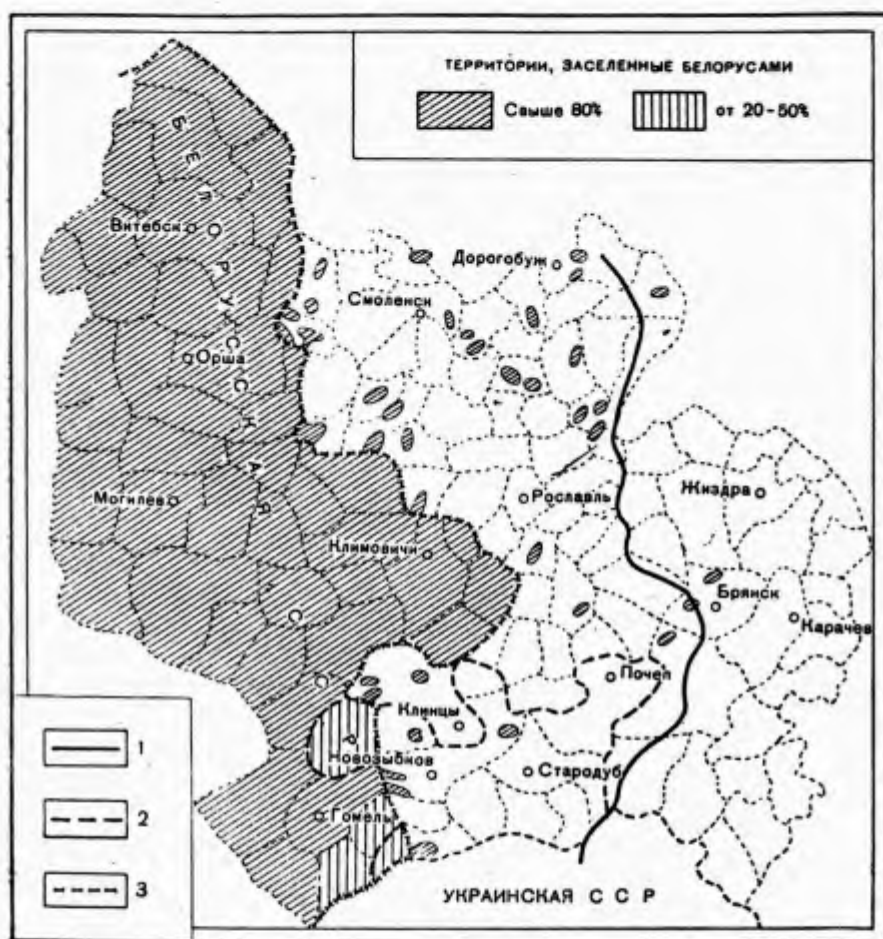 ТЕРРИТОРИИ, ЗАСЕЛЕННЫЕ БЕЛОРУСАМИ
Свыше 80%
от 20-50%
БЕЛОРУССКАЯ С С
Витебск
Дорогобуж
Смоленск
Орша
Могилев
Рославль
Жиздра
Климовичи
Брянск
Карачев
Почеп
Клинцы
Новозыбков
Стародуб
Гомель
УКРАИНСКАЯ С С Р
1
2
3